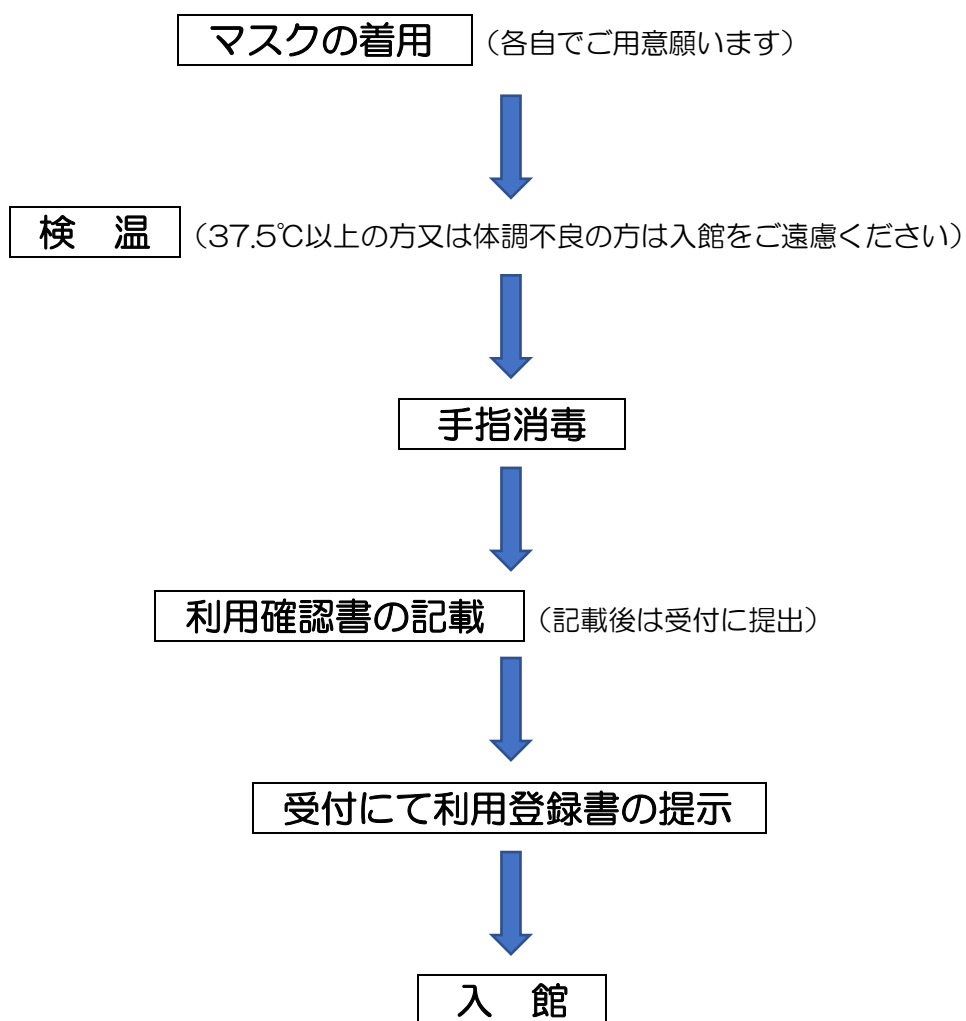 マスクの着用 （各自でご用意願います）
検　温 （37.5℃以上の方又は体調不良の方は入館をご遠慮ください）
手指消毒
利用確認書の記載 （記載後は受付に提出）
受付にて利用登録書の提示
入　館